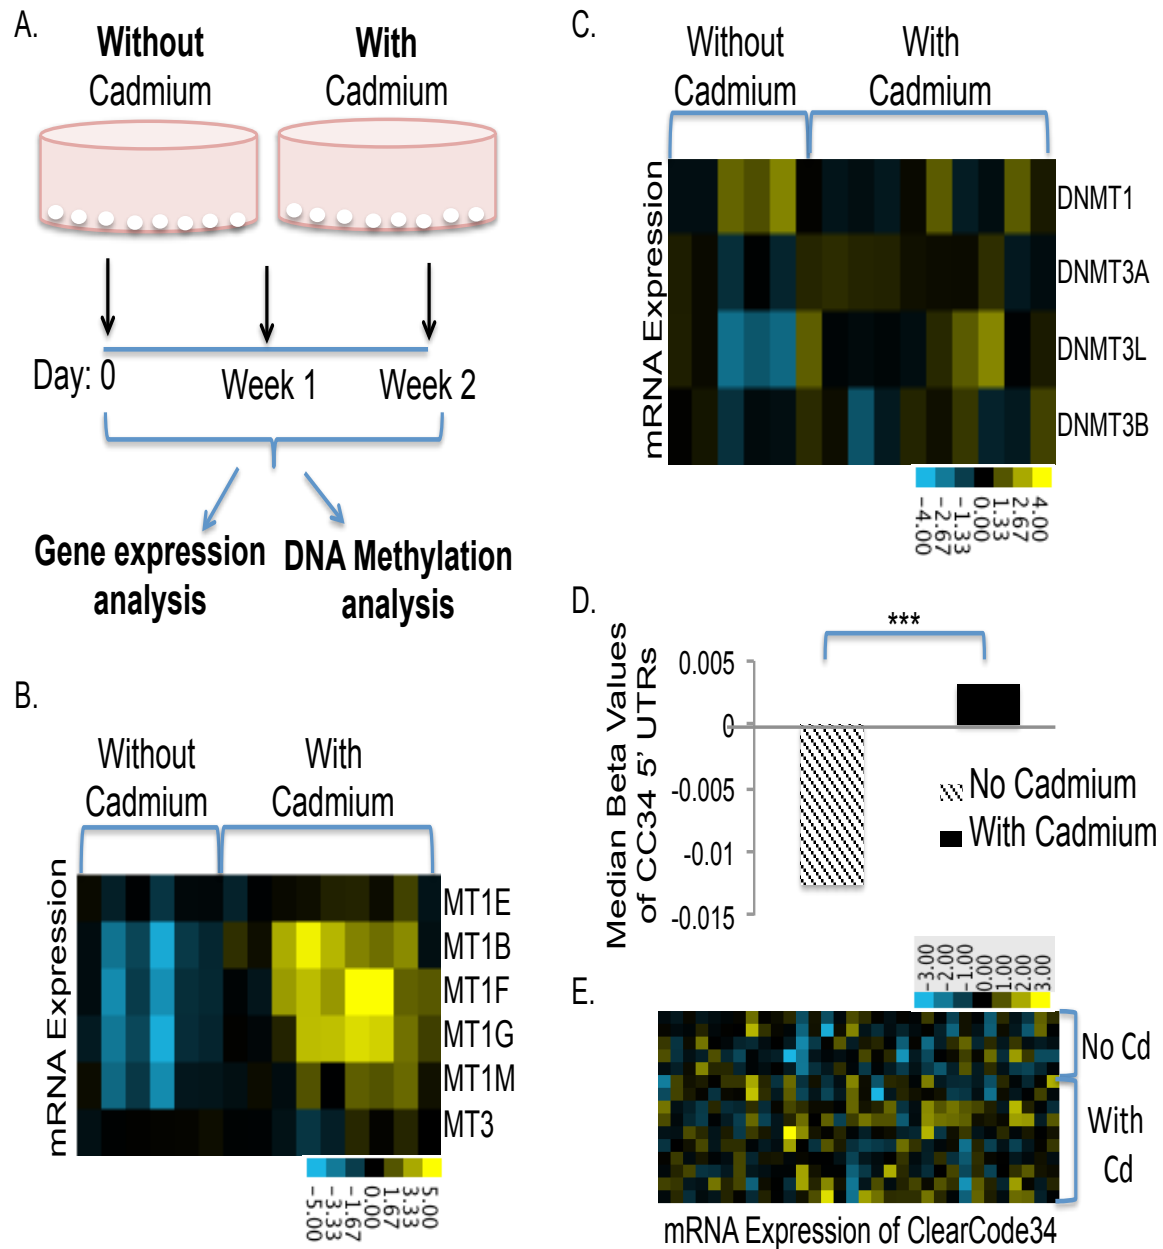 A.
Without
Cadmium
With
Cadmium
Day: 0
Week 1
Week 2
Gene expression
analysis
DNA Methylation
analysis
B.
Without
Cadmium
With
Cadmium
mRNA Expression
MT1E
MT1B
MT1F
MT1G
MT1M
MT3
-5.00
-3.33
-1.67
0.00
1.67
3.33
5.00
C.
Without
Cadmium
With
Cadmium
mRNA Expression
DNMT1
DNMT3A
DNMT3L
DNMT3B
-4.00
-2.67
-1.33
0.00
1.33
2.67
4.00
D.
***
Median Beta Values
of CC34 5' UTRs
0.005
0
-0.005
-0.01
-0.015
No Cadmium
With Cadmium
E.
-3.00
-2.00
-1.00
0.00
1.00
2.00
3.00
No Cd
With
Cd
mRNA Expression of ClearCode34